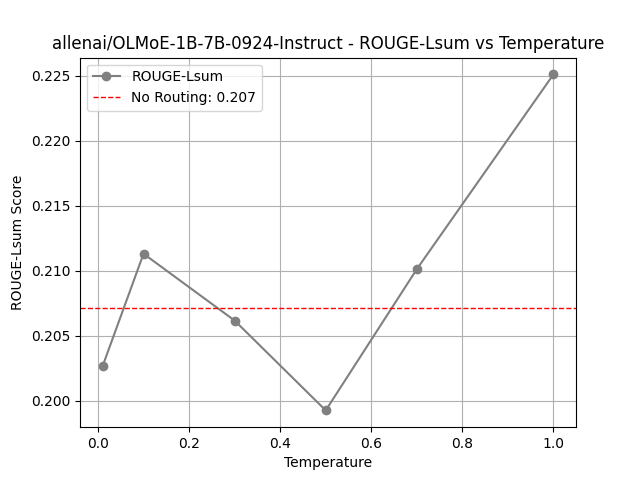 allenai/OLMoE-1B-7B-0924-Instruct - ROUGE-Lsum vs Temperature
ROUGE-Lsum
No Routing: 0.207
ROUGE-Lsum Score
0.225
0.220
0.215
0.210
0.205
0.200
0.0 0.2 0.4 0.6 0.8 1.0
Temperature